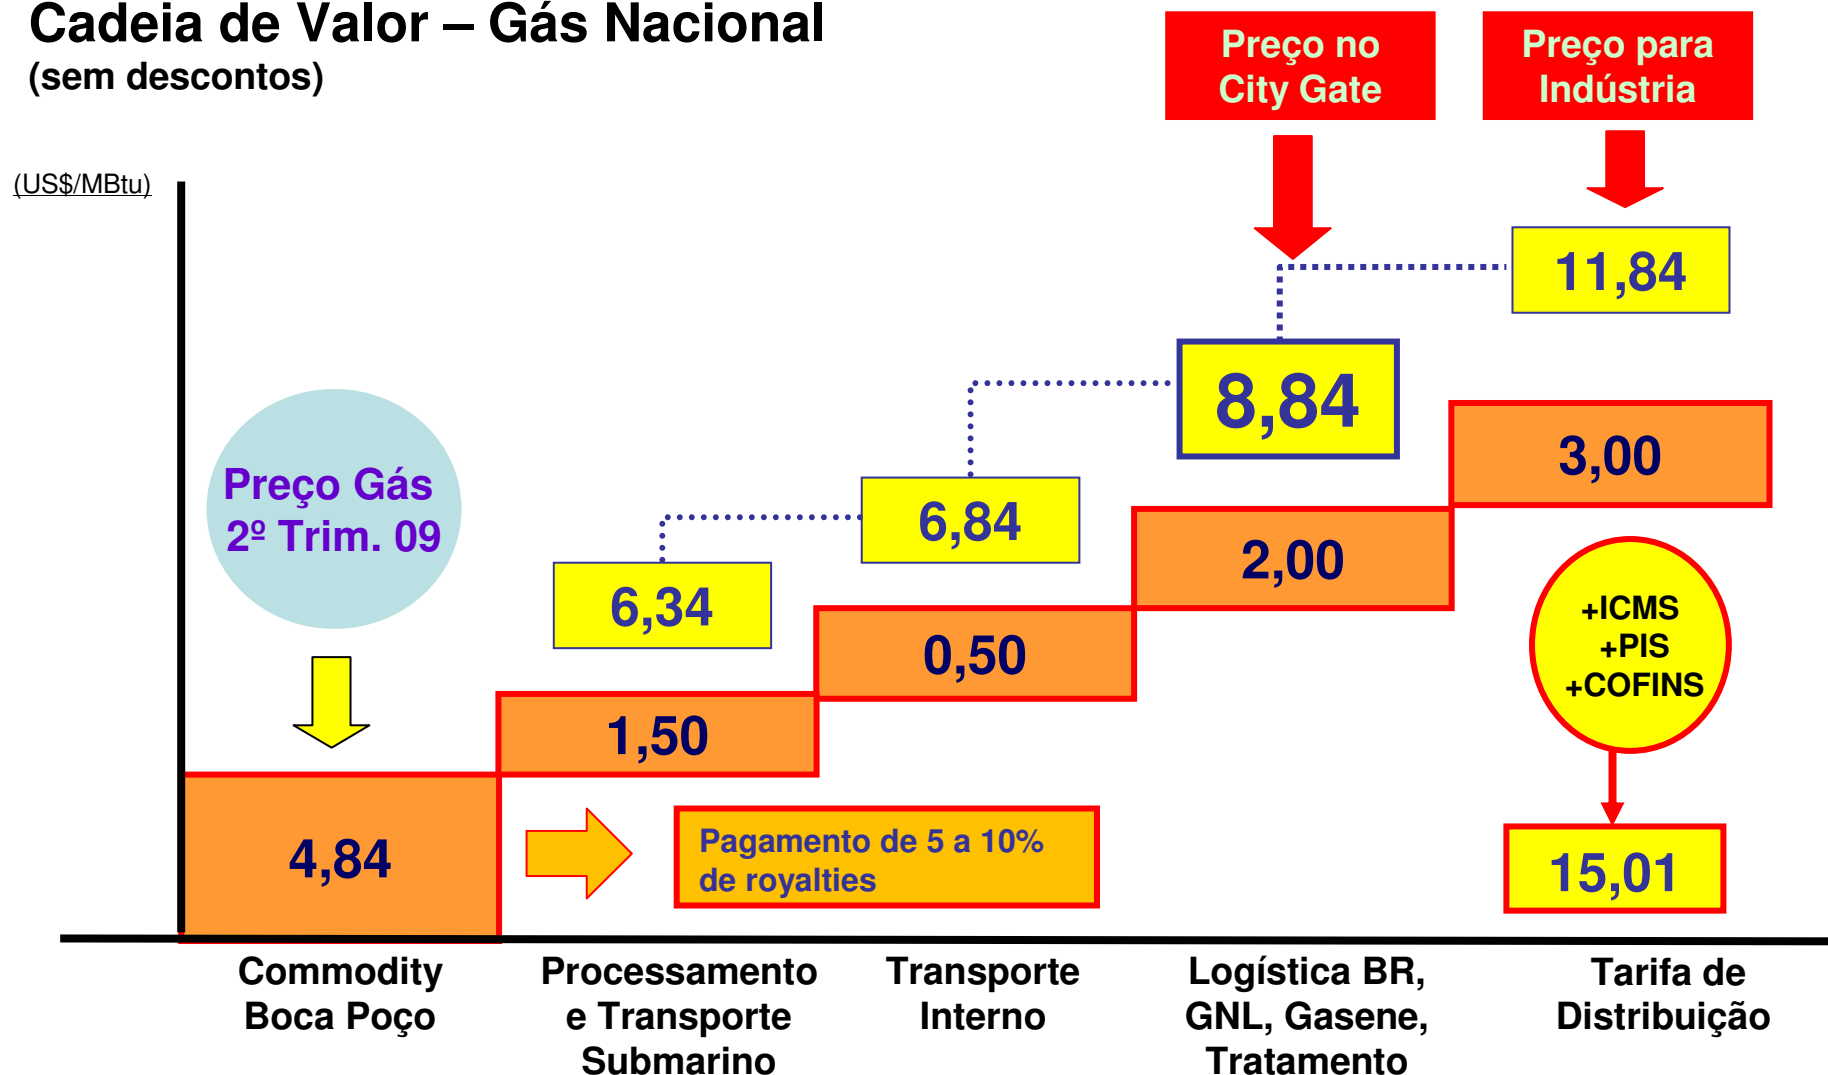 Cadeia de Valor – Gás Nacional
(sem descontos)
Preço no
City Gate
Preço para
Indústria
(US$/MBtu)
11,84
8,84
3,00
Preço Gás
2º Trim. 09
6,84
2,00
6,34
0,50
+ICMS
+PIS
+COFINS
1,50
4,84
Pagamento de 5 a 10%
de royalties
15,01
Commodity
Boca Poço
Processamento
e Transporte
Submarino
Transporte
Interno
Logística BR,
GNL, Gasene,
Tratamento
Tarifa de
Distribuição